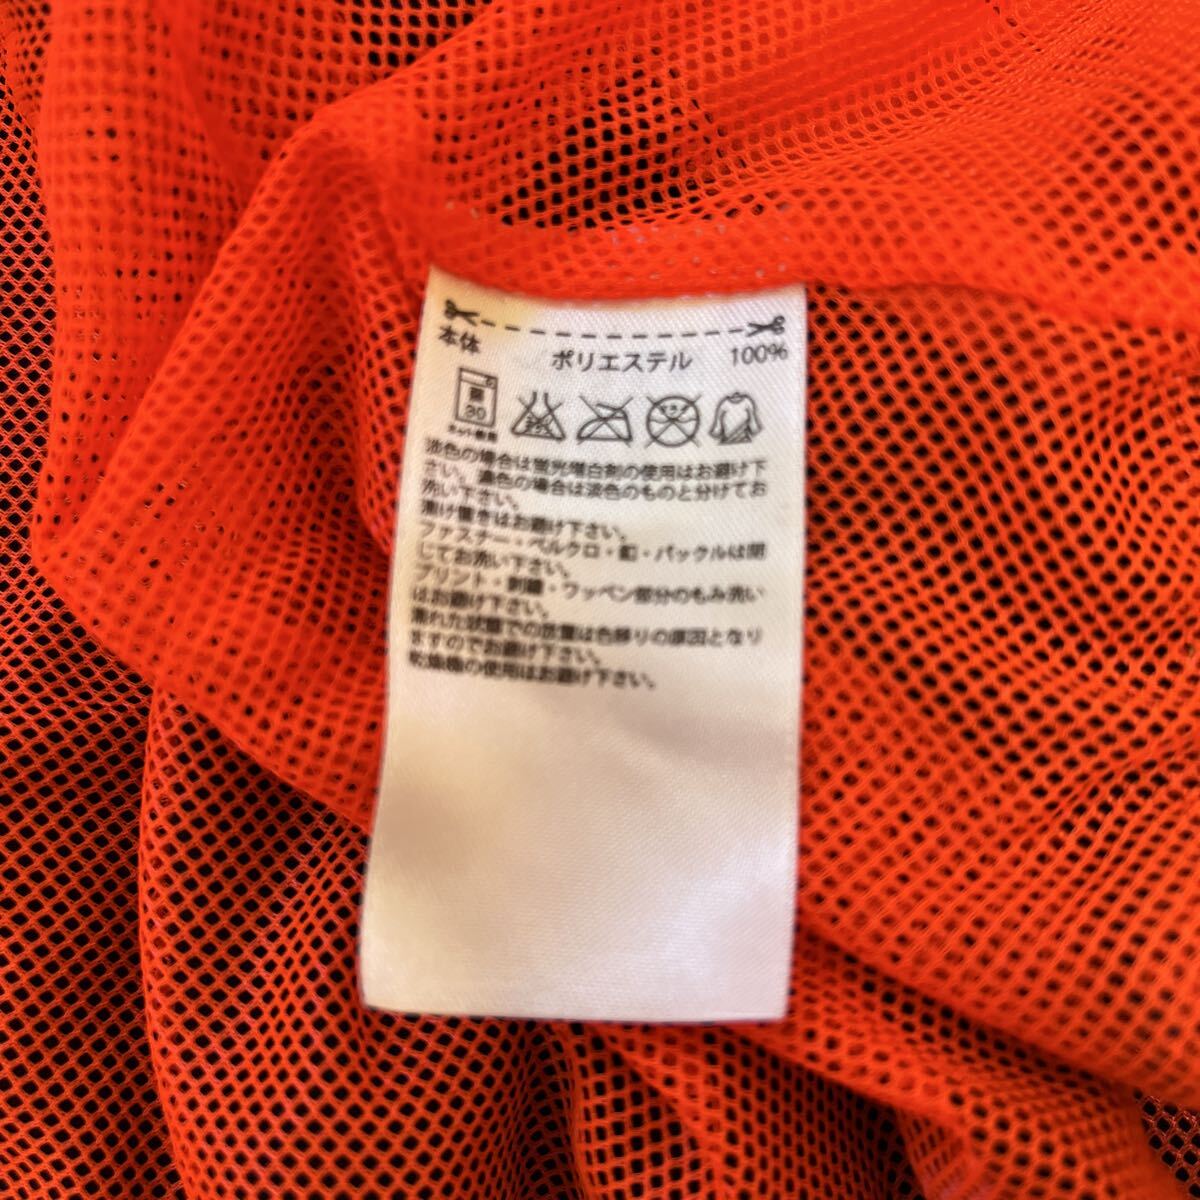 本体
ポリエステル 100%
弱
30
ネット使用
淡色の場合は蛍光増白剤の使用はお避け下
さい。濃色の場合は淡色のものと分けてお
洗い下さい。
漬け置きはお避け下さい。
ファスナー・ベルクロ・釦・バックルは閉
じてお洗い下さい。
プリント・刺繍・ワッペン部分のもみ洗い
はお避け下さい。
濡れた状態での放置は色移りの原因となり
ますのでお避け下さい。
乾燥機の使用はお避け下さい。